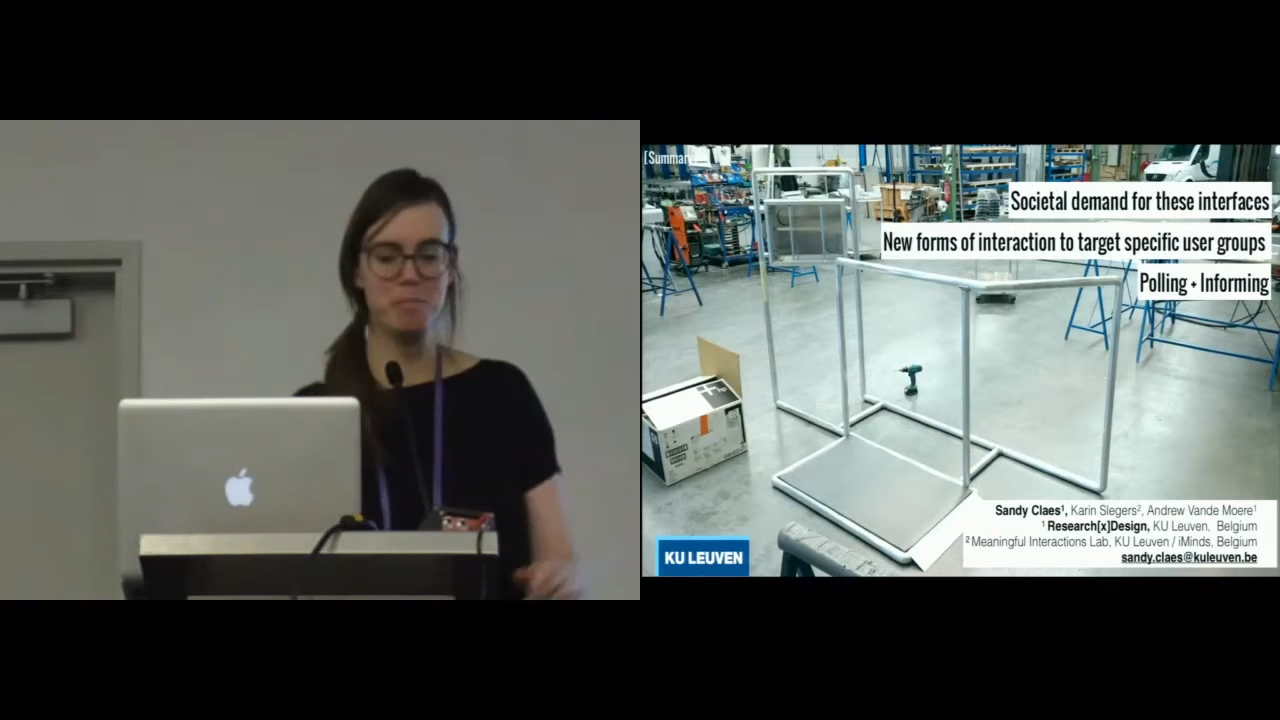 [Summar
Societal demand for these interfaces
New forms of interaction to target specific user groups
Polling + Informing
Sandy Claes¹, Karin Slegers², Andrew Vande Moere¹
¹ Research[x]Design, KU Leuven, Belgium
² Meaningful Interactions Lab, KU Leuven / iMinds, Belgium
sandy.claes@kuleuven.be
KU LEUVEN